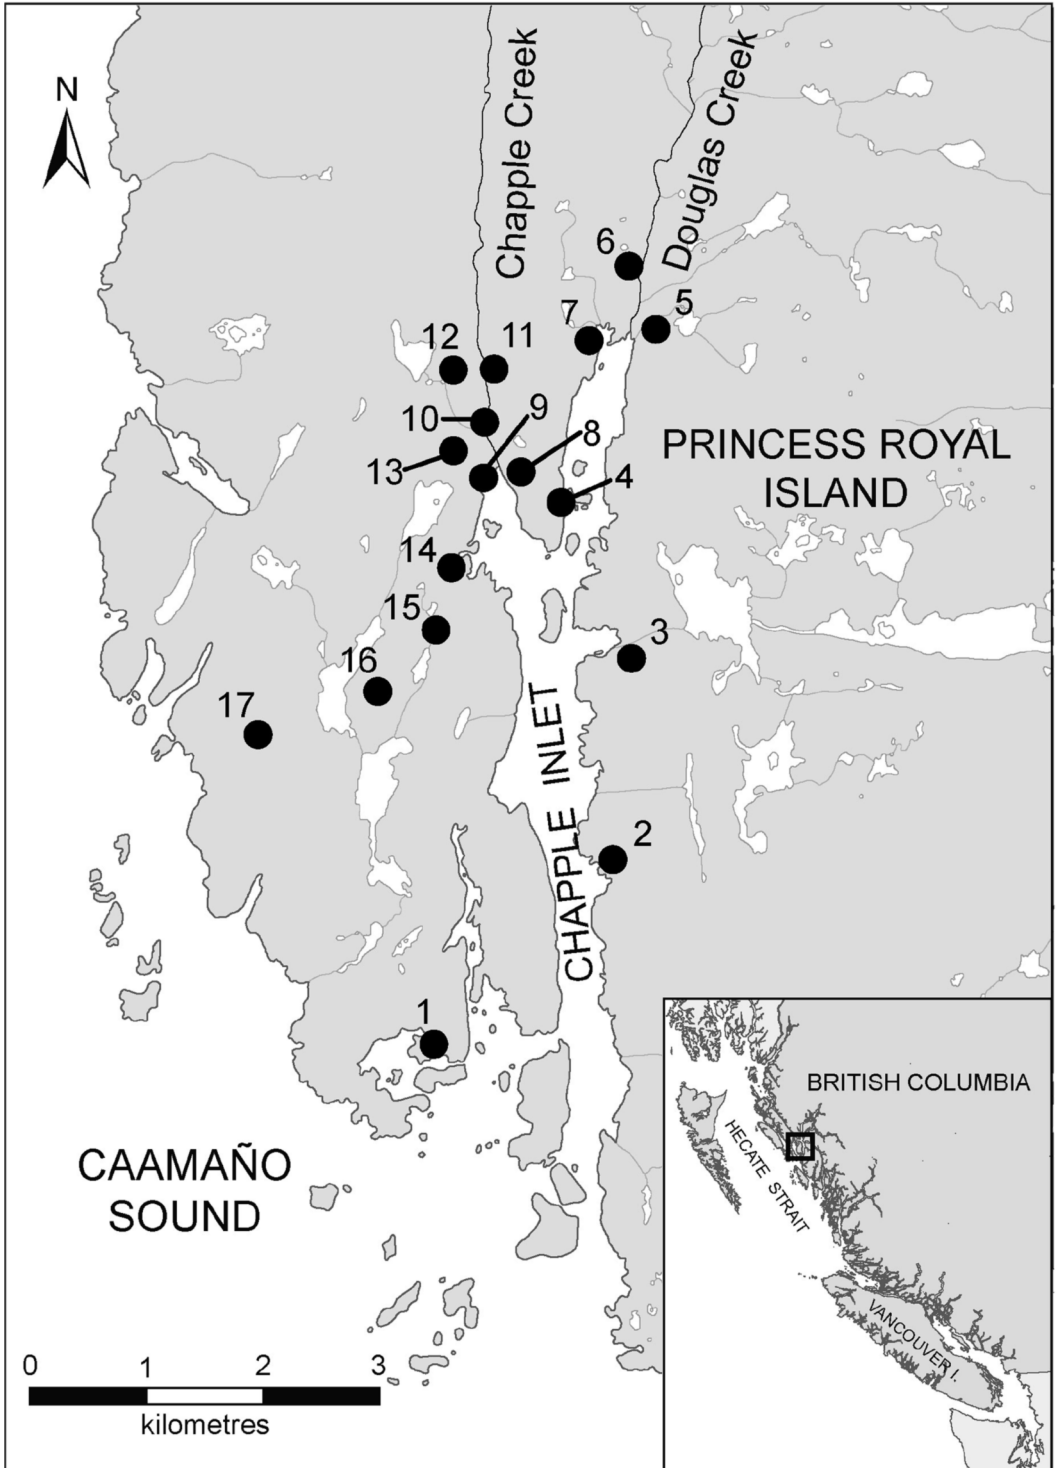 N
Chapple Creek
Douglas Creek
6
5
7
12
11
10
9
8
13
4
PRINCESS ROYAL
ISLAND
14
15
3
16
17
CHAPPLE INLET
2
1
CAAMAÑO
SOUND
BRITISH COLUMBIA
HECATE STRAIT
VANCOUVER I.
0 1 2 3
kilometres